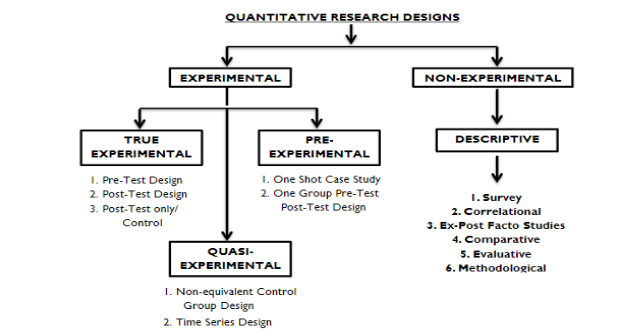 QUANTITATIVE RESEARCH DESIGNS
EXPERIMENTAL
NON-EXPERIMENTAL
TRUE
EXPERIMENTAL
1. Pre-Test Design
2. Post-Test Design
3. Post-Test only/
Control
PRE-
EXPERIMENTAL
1. One Shot Case Study
2. One Group Pre-Test
Post-Test Design
QUASI-
EXPERIMENTAL
1. Non-equivalent Control
Group Design
2. Time Series Design
DESCRIPTIVE
1. Survey
2. Correlational
3. Ex-Post Facto Studies
4. Comparative
5. Evaluative
6. Methodological